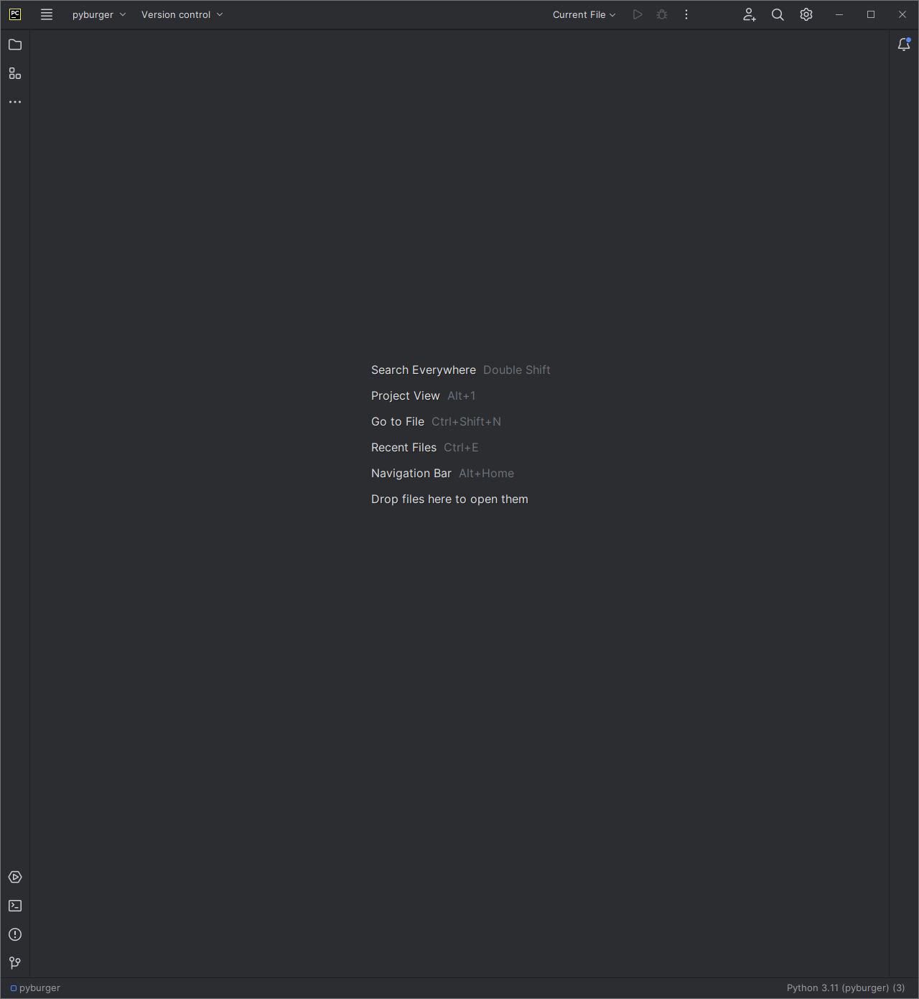 PC pyburger Version control Current File
Search Everywhere Double Shift
Project View Alt+1
Go to File Ctrl+Shift+N
Recent Files Ctrl+E
Navigation Bar Alt+Home
Drop files here to open them
pyburger Python 3.11 (pyburger) (3)